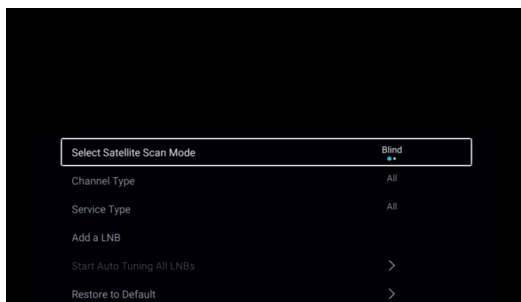 Select Satellite Scan Mode Blind
Channel Type All
Service Type All
Add a LNB
Start Auto Tuning All LNBs
Restore to Default